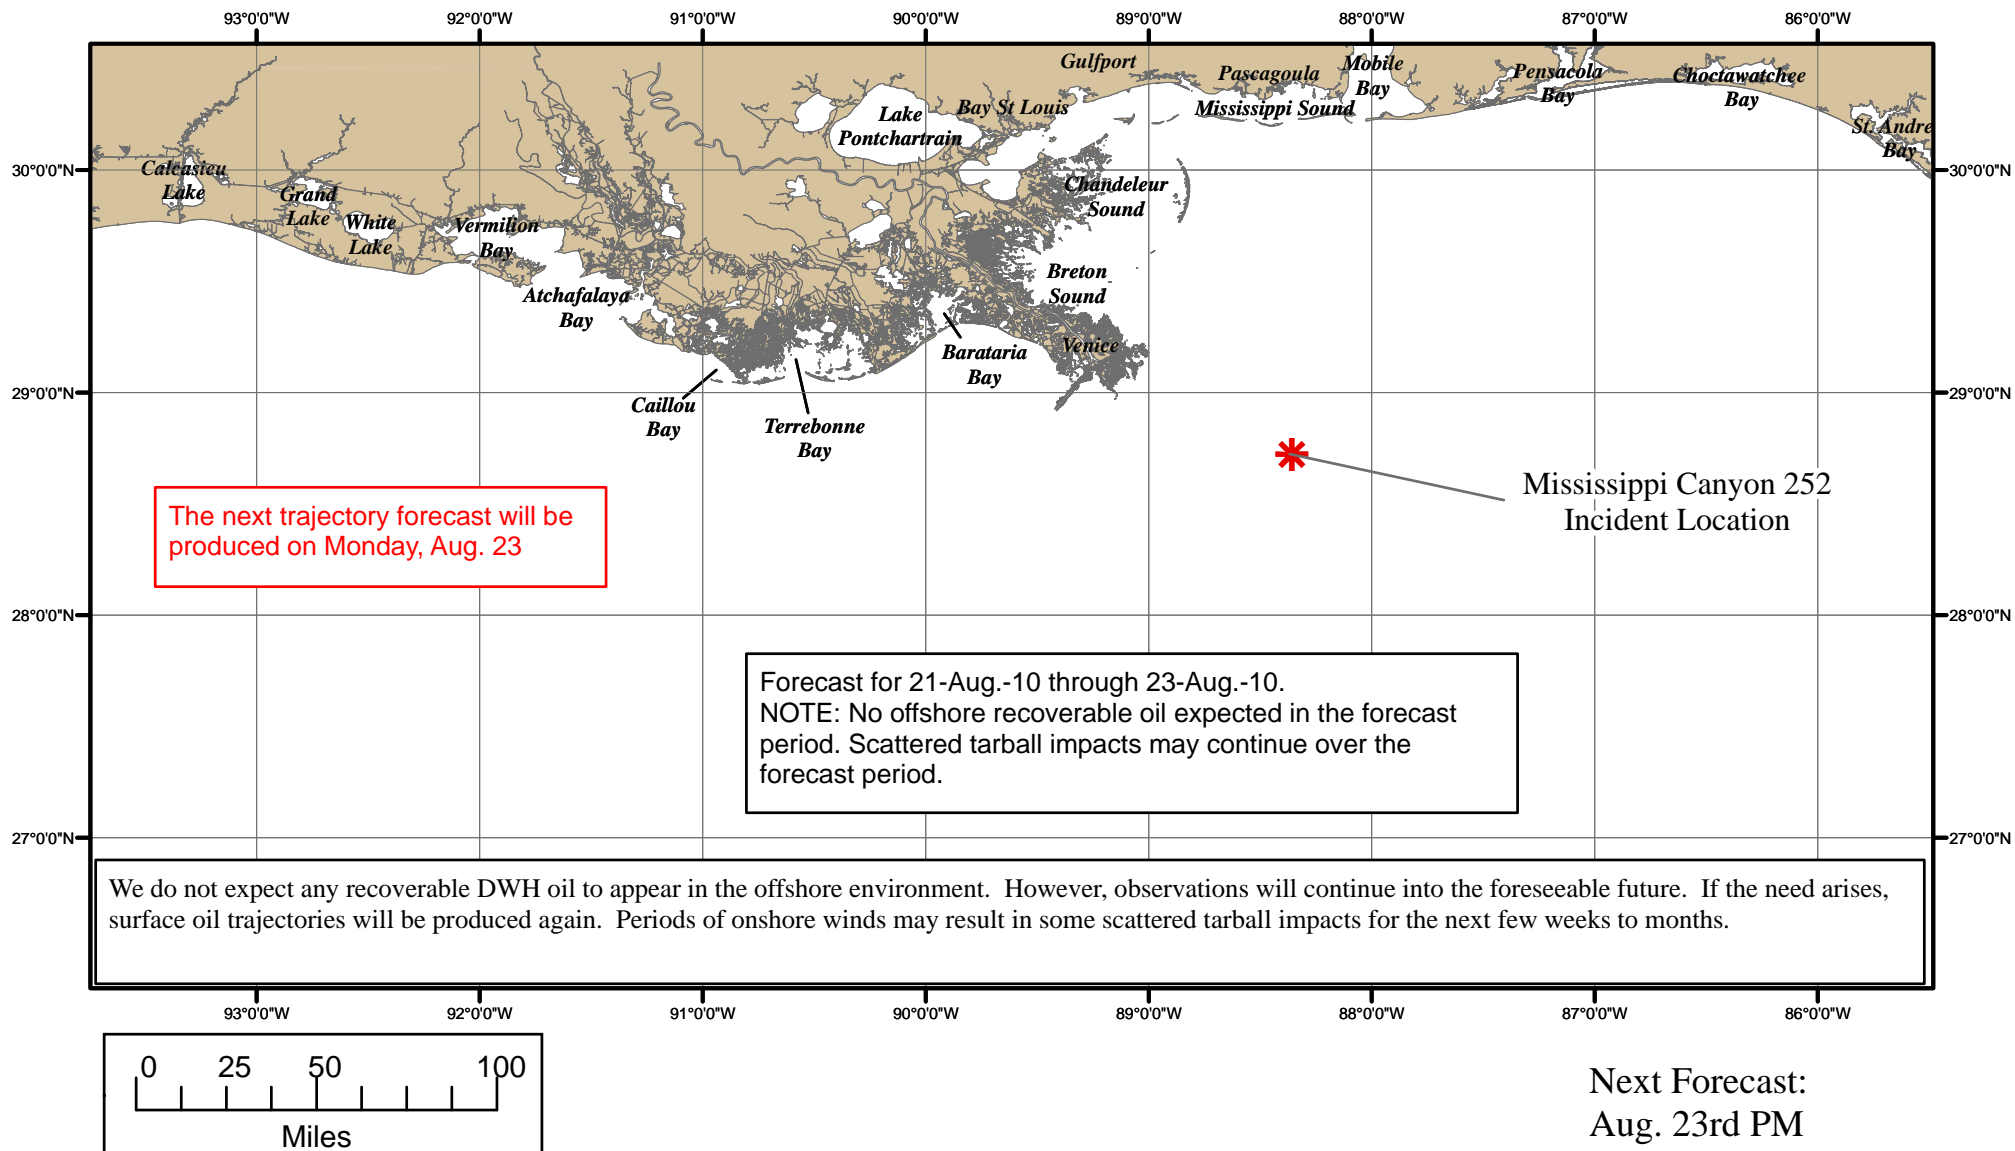 93°0'0"W 92°0'0"W 91°0'0"W 90°0'0"W 89°0'0"W 88°0'0"W 87°0'0"W 86°0'0"W
Gulfport
Pascagoula
Mobile
Bay
Pensacola
Bay
Choctawatchee
Bay
Bay St Louis
Mississippi Sound
Lake
Pontchartrain
St. Andre
Bay
30°0'0"N
30°0'0"N
Calcasieu
Lake
Grand
Lake
White
Lake
Vermilion
Bay
Chandeleur
Sound
Breton
Sound
Atchafalaya
Bay
Venice
Barataria
Bay
29°0'0"N
29°0'0"N
Caillou
Bay
Terrebonne
Bay
Mississippi Canyon 252
Incident Location
The next trajectory forecast will be
produced on Monday, Aug. 23
28°0'0"N
28°0'0"N
Forecast for 21-Aug.-10 through 23-Aug.-10.
NOTE: No offshore recoverable oil expected in the forecast
period. Scattered tarball impacts may continue over the
forecast period.
27°0'0"N
27°0'0"N
We do not expect any recoverable DWH oil to appear in the offshore environment.  However, observations will continue into the foreseeable future.  If the need arises,
surface oil trajectories will be produced again.  Periods of onshore winds may result in some scattered tarball impacts for the next few weeks to months.
93°0'0"W 92°0'0"W 91°0'0"W 90°0'0"W 89°0'0"W 88°0'0"W 87°0'0"W 86°0'0"W
0 25 50 100
Miles
Next Forecast:
Aug. 23rd PM